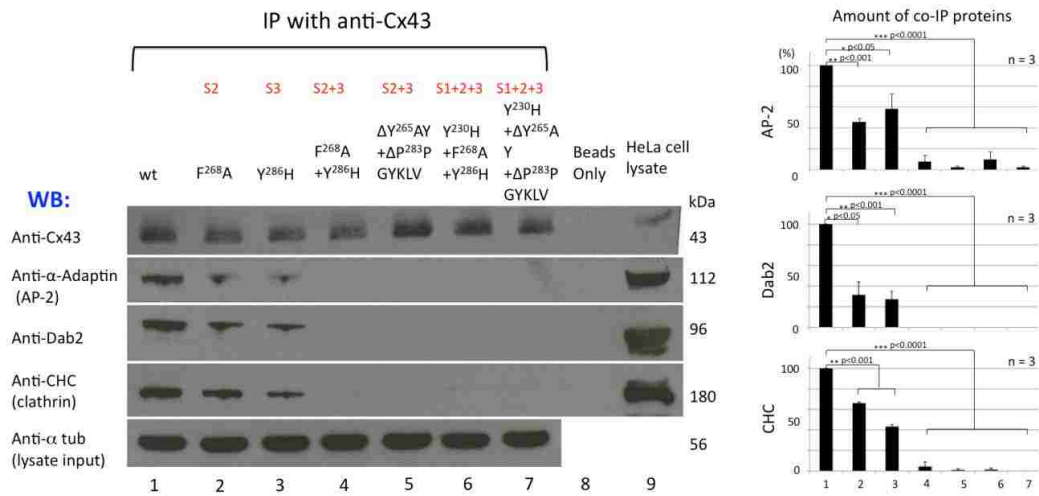 IP with anti-Cx43
S2 S3 S2+3 S2+3 S1+2+3 S1+2+3
wt
F²⁶⁸A
Y²⁸⁶H
F²⁶⁸A
+Y²⁸⁶H
ΔY²⁶⁵AY
+ΔP²⁸³P
GYKLV
Y²³⁰H
+F²⁶⁸A
+Y²⁸⁶H
Y²³⁰H
+ΔY²⁶⁵A
Y
+ΔP²⁸³P
GYKLV
Beads
Only
HeLa cell
lysate
WB:
kDa
Anti-Cx43 43
Anti-α-Adaptin
(AP-2)
112
Anti-Dab2 96
Anti-CHC
(clathrin)
180
Anti-α tub
(lysate input)
56
1 2 3 4 5 6 7 8 9
Amount of co-IP proteins
*** p<0.0001
(%)
* p<0.05
** p<0.001
n = 3
100
50
0
AP-2
*** p<0.0001
** p<0.001
* p<0.05
n = 3
100
50
0
Dab2
*** p<0.0001
** p<0.001
n = 3
100
50
0
CHC
1 2 3 4 5 6 7